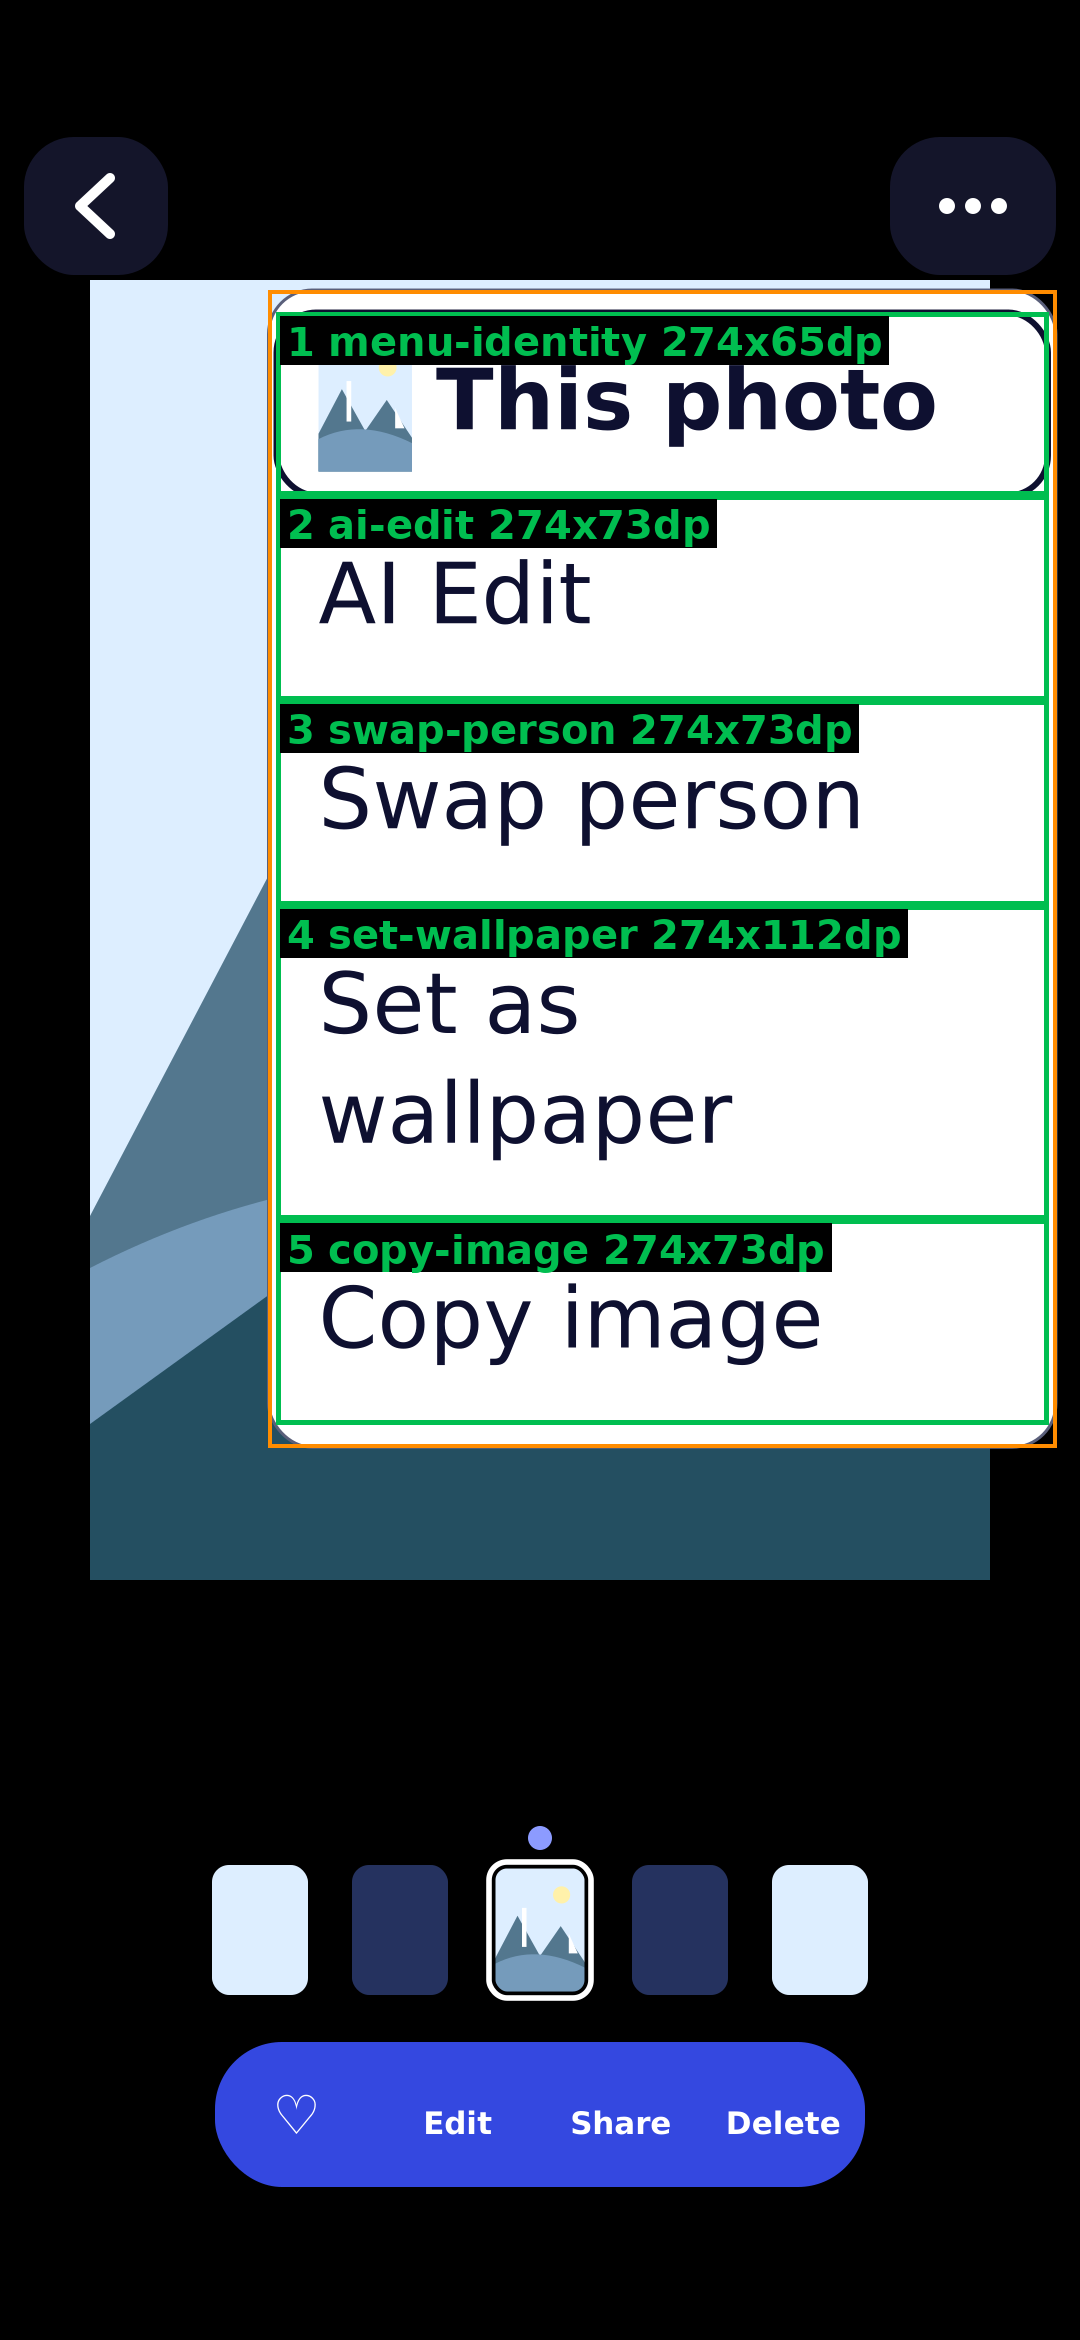 1 menu-identity 274x65dp
This photo
2 ai-edit 274x73dp
AI Edit
3 swap-person 274x73dp
Swap person
4 set-wallpaper 274x112dp
Set as
wallpaper
5 copy-image 274x73dp
Copy image
Edit Share Delete